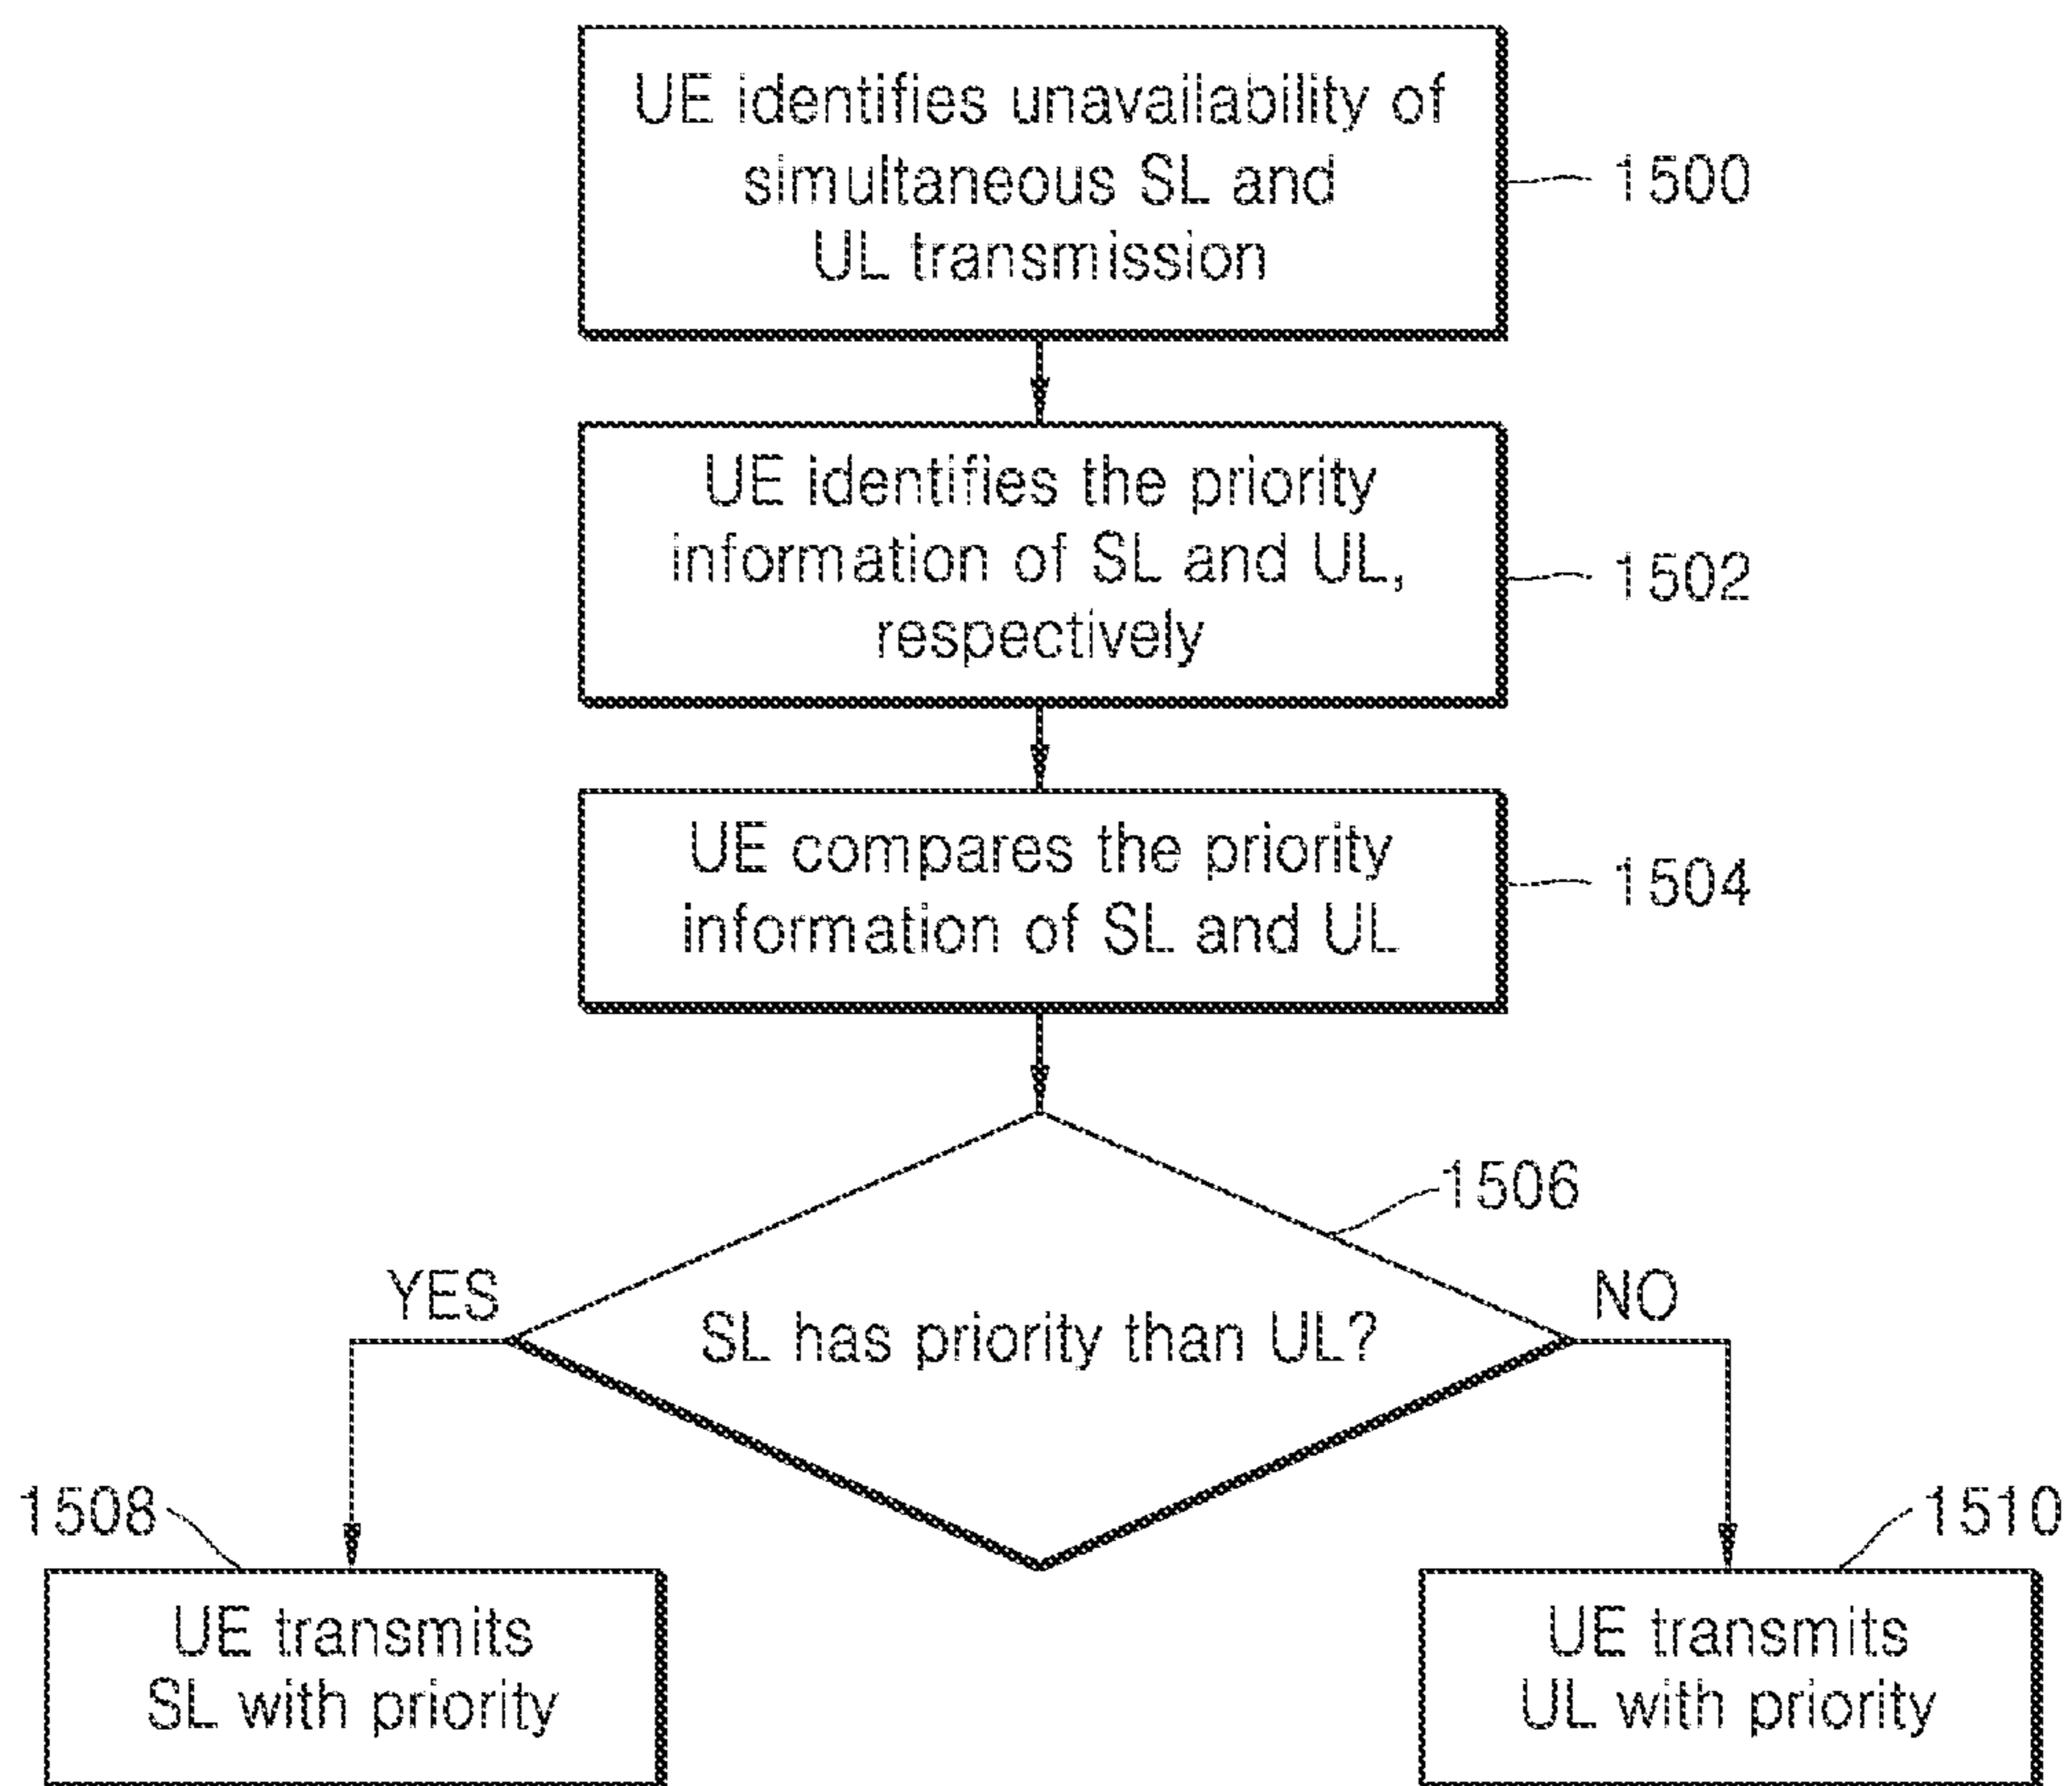 UE identifies unavailability of
simultaneous SL and
UL transmission
1500
UE identifies the priority
information of SL and UL,
respectively
1502
UE compares the priority
information of SL and UL
1504
1506
YES
NO
SL has priority than UL?
1508
1510
UE transmits
SL with priority
UE transmits
UL with priority